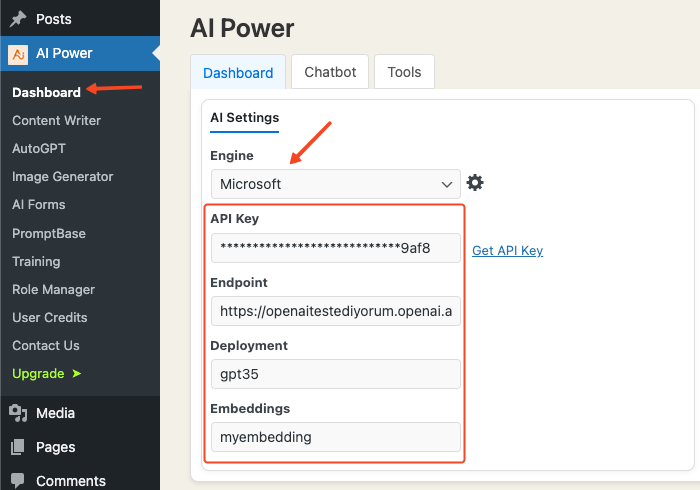 Posts
AI Power
Dashboard
Content Writer
AutoGPT
Image Generator
AI Forms
PromptBase
Training
Role Manager
User Credits
Contact Us
Upgrade ➤
Media
Pages
Comments
AI Power
Dashboard
Chatbot
Tools
AI Settings
Engine
Microsoft
API Key
****************************9af8
Get API Key
Endpoint
https://openaitestediyorum.openai.a
Deployment
gpt35
Embeddings
myembedding